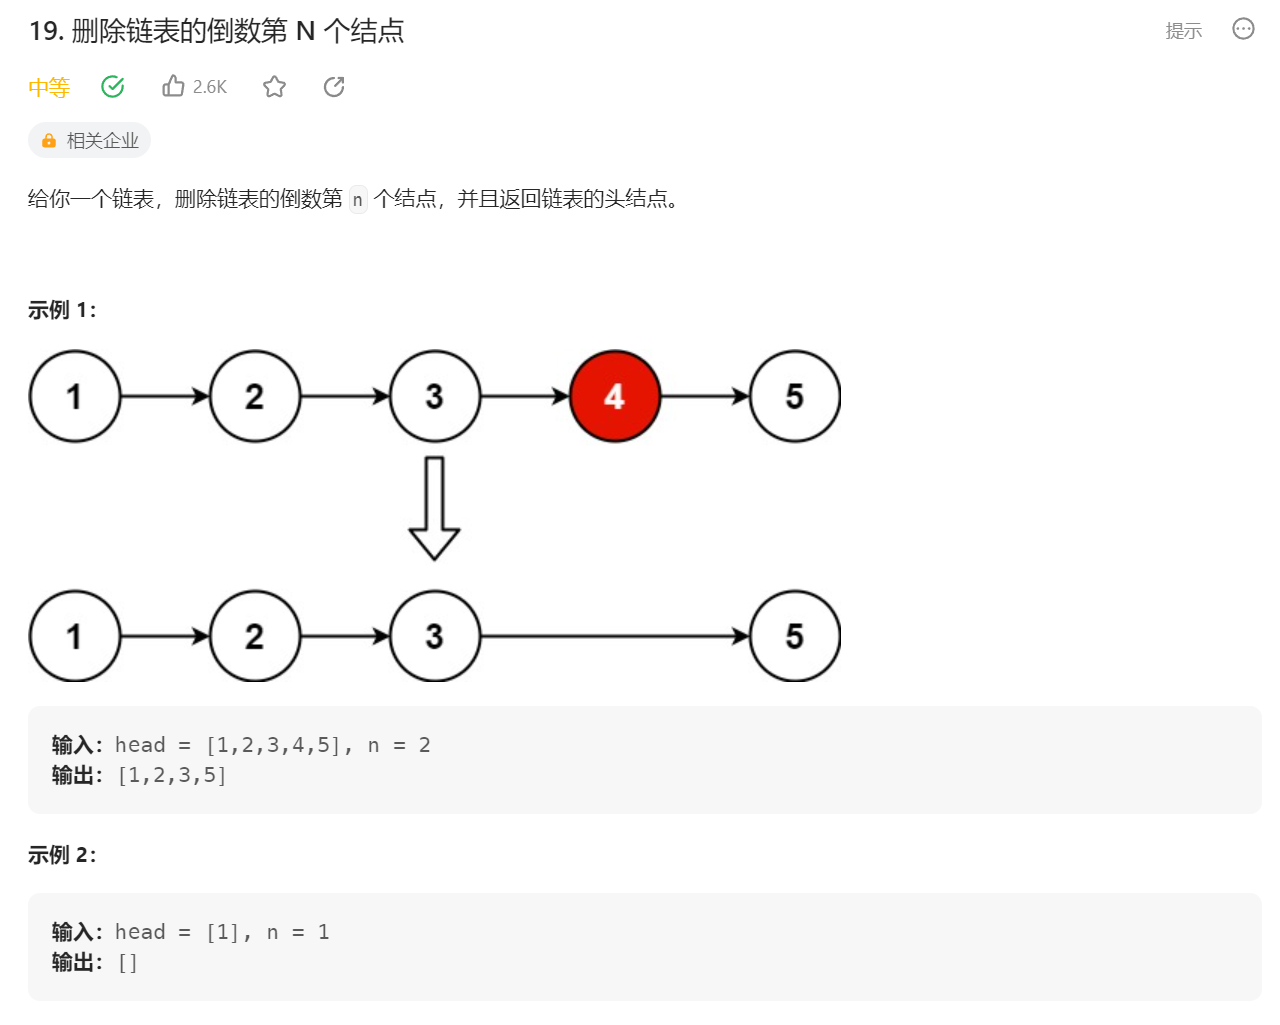 19. 删除链表的倒数第 N 个结点
提示
中等
2.6K
相关企业
给你一个链表，删除链表的倒数第 n 个结点，并且返回链表的头结点。
示例 1：
1 2 3 4 5
1 2 3 5
输入：head = [1,2,3,4,5], n = 2
输出：[1,2,3,5]
示例 2：
输入：head = [1], n = 1
输出：[]